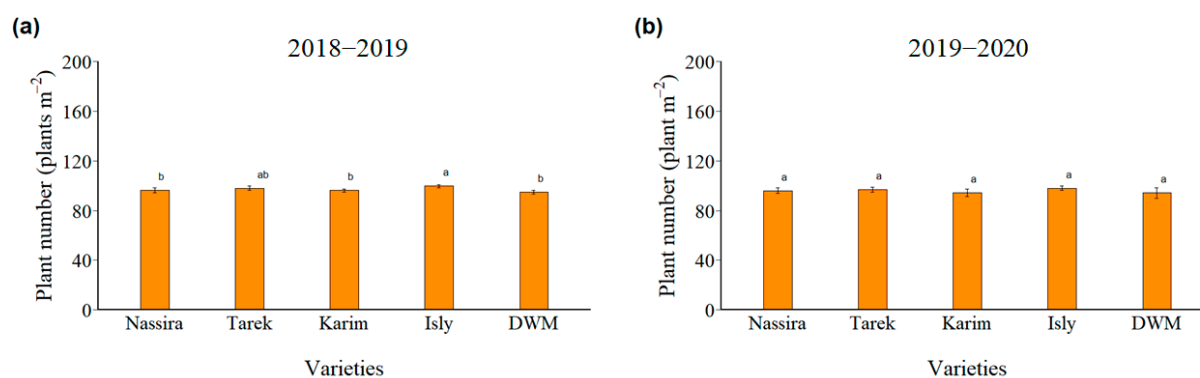 (a)
2018−2019
Plant number (plants m⁻²)
200
160
120
80
40
0
b
ab
b
a
b
Nassira Tarek Karim Isly DWM
Varieties
(b)
2019−2020
Plant number (plant m⁻²)
200
160
120
80
40
0
a
a
a
a
a
Nassira Tarek Karim Isly DWM
Varieties